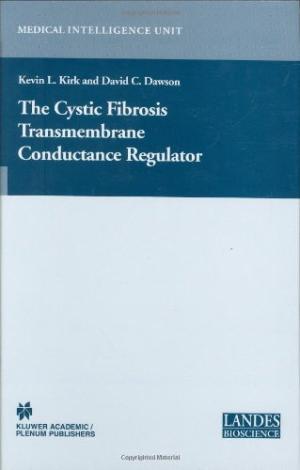 MEDICAL INTELLIGENCE UNIT
Kevin L. Kirk and David C. Dawson
The Cystic Fibrosis
Transmembrane
Conductance Regulator
KLUWER ACADEMIC /
PLENUM PUBLISHERS
LANDES
BIOSCIENCE